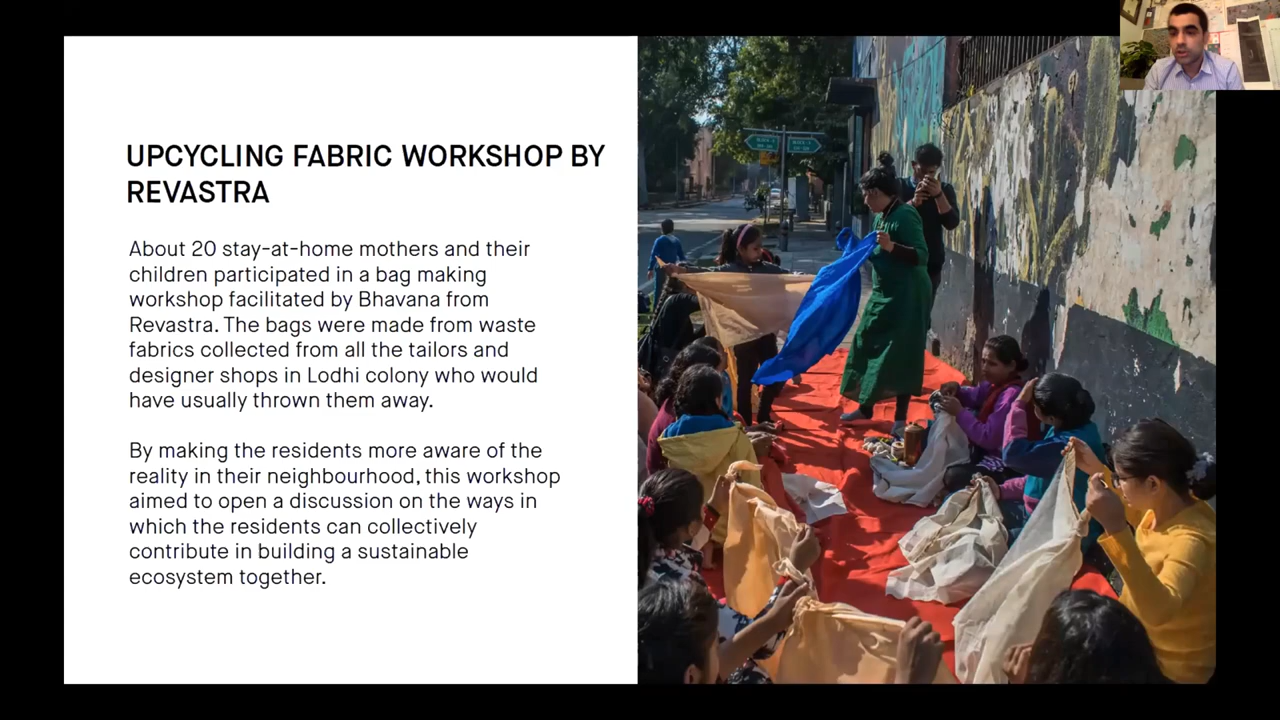 UPCYCLING FABRIC WORKSHOP BY
REVASTRA
About 20 stay-at-home mothers and their
children participated in a bag making
workshop facilitated by Bhavana from
Revastra. The bags were made from waste
fabrics collected from all the tailors and
designer shops in Lodhi colony who would
have usually thrown them away.
By making the residents more aware of the
reality in their neighbourhood, this workshop
aimed to open a discussion on the ways in
which the residents can collectively
contribute in building a sustainable
ecosystem together.